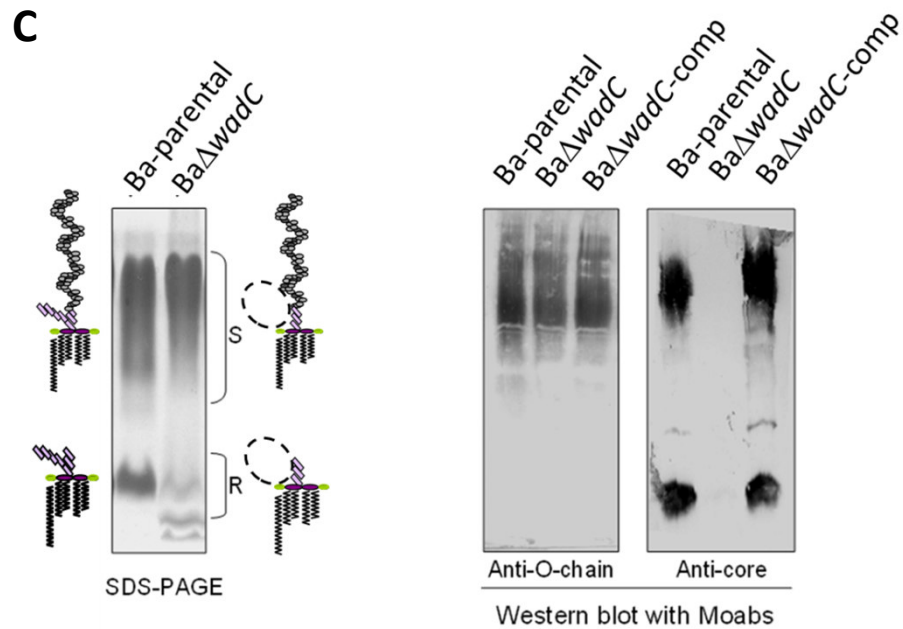 C
Ba-parental
BaΔwadC
Ba-parental
BaΔwadC
BaΔwadC-comp
Ba-parental
BaΔwadC
BaΔwadC-comp
S
R
SDS-PAGE
Anti-O-chain
Anti-core
Western blot with Moabs